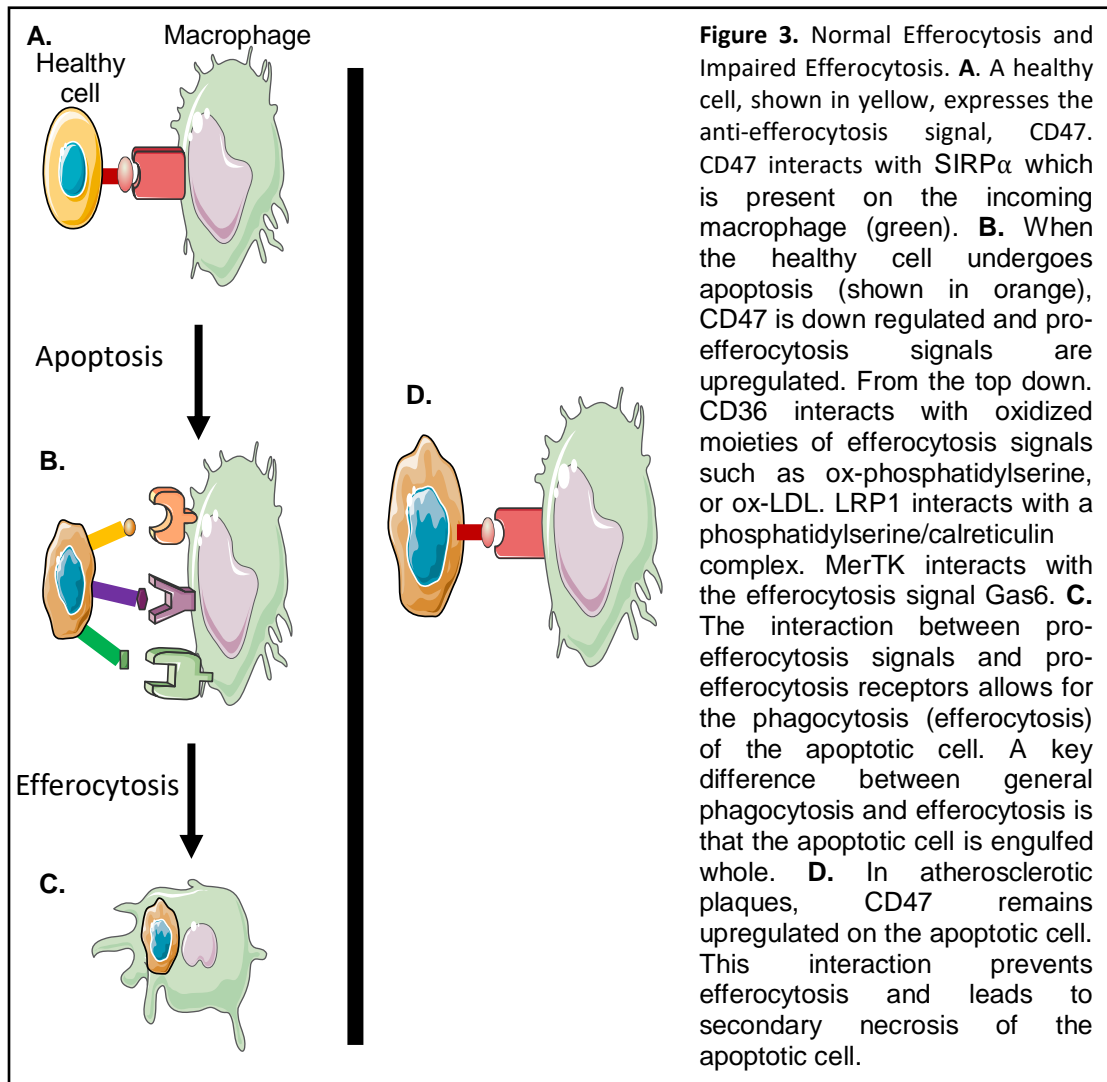 A.
Macrophage
Healthy
cell
Apoptosis
B.
Efferocytosis
C.
D.
Figure 3. Normal Efferocytosis and
Impaired Efferocytosis. A. A healthy
cell, shown in yellow, expresses the
anti-efferocytosis signal, CD47.
CD47 interacts with SIRPα which
is present on the incoming
macrophage (green). B. When
the healthy cell undergoes
apoptosis (shown in orange),
CD47 is down regulated and pro-
efferocytosis signals are
upregulated. From the top down.
CD36 interacts with oxidized
moieties of efferocytosis signals
such as ox-phosphatidylserine,
or ox-LDL. LRP1 interacts with a
phosphatidylserine/calreticulin
complex. MerTK interacts with
the efferocytosis signal Gas6. C.
The interaction between pro-
efferocytosis signals and pro-
efferocytosis receptors allows for
the phagocytosis (efferocytosis)
of the apoptotic cell. A key
difference between general
phagocytosis and efferocytosis is
that the apoptotic cell is engulfed
whole. D. In atherosclerotic
plaques, CD47 remains
upregulated on the apoptotic cell.
This interaction prevents
efferocytosis and leads to
secondary necrosis of the
apoptotic cell.